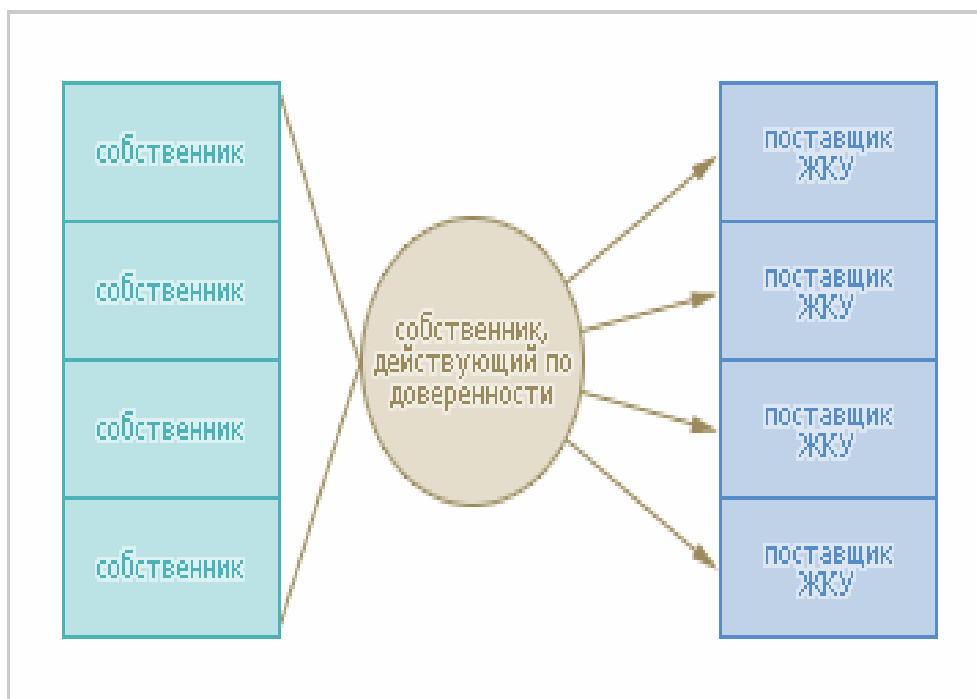 собственник
собственник
собственник
собственник
собственник,
действующий по
доверенности
поставщик
ЖКУ
поставщик
ЖКУ
поставщик
ЖКУ
поставщик
ЖКУ